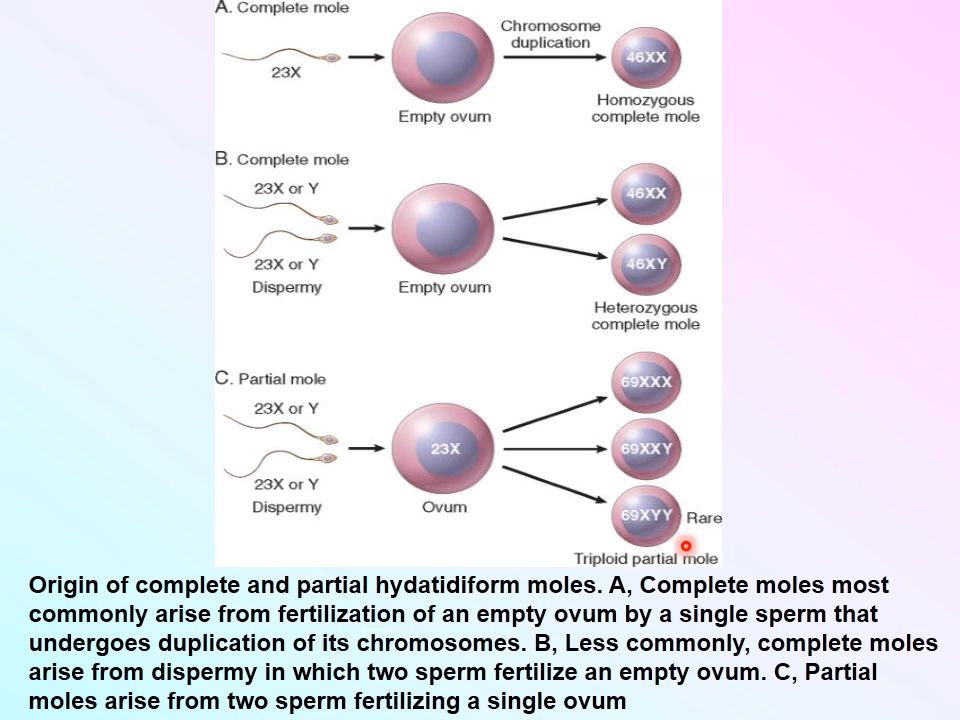 A. Complete mole
23X
Empty ovum
Chromosome
duplication
46XX
Homozygous
complete mole
B. Complete mole
23X or Y
23X or Y
Dispermy
Empty ovum
46XX
46XY
Heterozygous
complete mole
C. Partial mole
23X or Y
23X or Y
Dispermy
23X
Ovum
69XXX
69XXY
69XYY Rare
Triploid partial mole
Origin of complete and partial hydatidiform moles. A, Complete moles most
commonly arise from fertilization of an empty ovum by a single sperm that
undergoes duplication of its chromosomes. B, Less commonly, complete moles
arise from dispermy in which two sperm fertilize an empty ovum. C, Partial
moles arise from two sperm fertilizing a single ovum